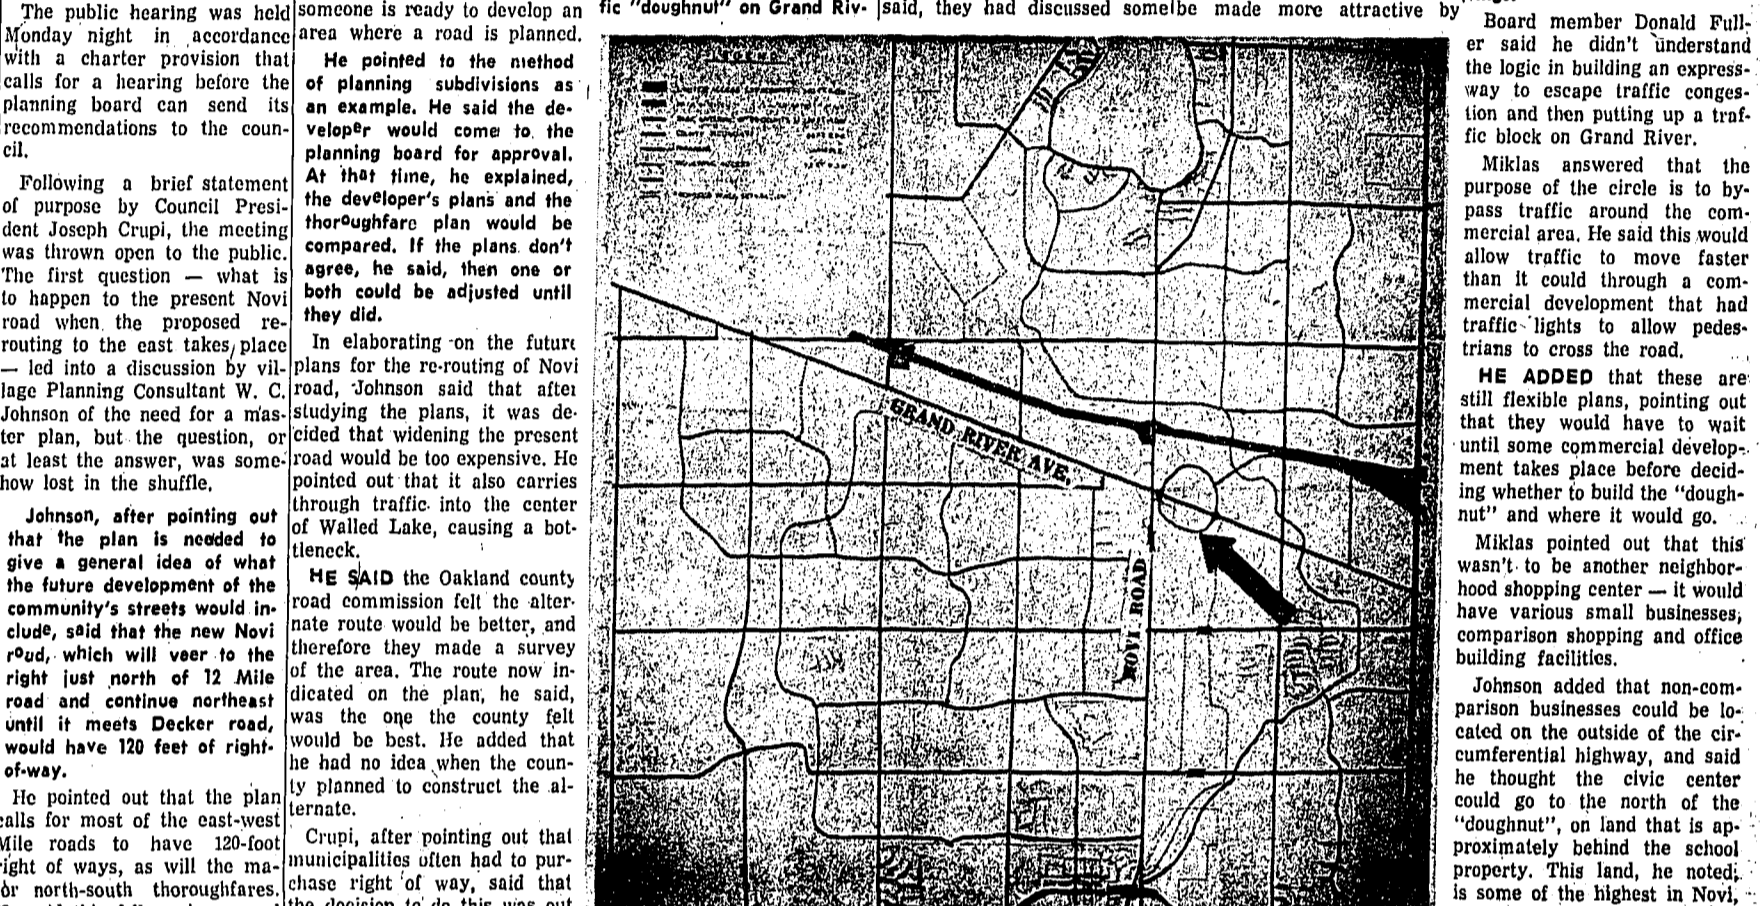 The public hearing was held
Monday night in accordance
with a charter provision that
calls for a hearing before the
planning board can send its
recommendations to the coun-
cil.
Following a brief statement
of purpose by Council Presi-
dent Joseph Crupi, the meeting
was thrown open to the public.
The first question — what is
to happen to the present Novi
road when the proposed re-
routing to the east takes place
— led into a discussion by vil-
lage Planning Consultant W. C.
Johnson of the need for a mas-
ter plan, but the question, or
at least the answer, was some-
how lost in the shuffle.
Johnson, after pointing out
that the plan is needed to
give a general idea of what
the future development of the
community's streets would in-
clude, said that the new Novi
road, which will veer to the
right just north of 12 Mile
road and continue northeast
until it meets Decker road,
would have 120 feet of right-
of-way.
He pointed out that the plan
calls for most of the east-west
Mile roads to have 120-foot
right of ways, as will the ma-
or north-south thoroughfares.
someone is ready to develop an
area where a road is planned.
He pointed to the method
of planning subdivisions as
an example. He said the de-
veloper would come to the
planning board for approval.
At that time, he explained,
the developer's plans and the
thoroughfare plan would be
compared. If the plans don't
agree, he said, then one or
both could be adjusted until
they did.
In elaborating on the future
plans for the re-routing of Novi
road, Johnson said that after
studying the plans, it was de-
cided that widening the present
road would be too expensive. He
pointed out that it also carries
through traffic into the center
of Walled Lake, causing a bot-
tleneck.
HE SAID the Oakland county
road commission felt the alter-
nate route would be better, and
therefore they made a survey
of the area. The route now in-
dicated on the plan, he said,
was the one the county felt
would be best. He added that
he had no idea when the coun-
ty planned to construct the al-
ternate.
Crupi, after pointing out that
municipalities often had to pur-
chase right of way, said that
the decision to do this was out
fic "doughnut" on Grand Riv-
said, they had discussed some
be made more attractive by
GRAND RIVER AVE.
NOVI ROAD
Board member Donald Full-
er said he didn't understand
the logic in building an express-
way to escape traffic conges-
tion and then putting up a traf-
fic block on Grand River.
Miklas answered that the
purpose of the circle is to by-
pass traffic around the com-
mercial area. He said this would
allow traffic to move faster
than it could through a com-
mercial development that had
traffic lights to allow pedes-
trians to cross the road.
HE ADDED that these are
still flexible plans, pointing out
that they would have to wait
until some commercial develop-
ment takes place before decid-
ing whether to build the "dough-
nut" and where it would go.
Miklas pointed out that this
wasn't to be another neighbor-
hood shopping center — it would
have various small businesses,
comparison shopping and office
building facilities.
Johnson added that non-com-
parison businesses could be lo-
cated on the outside of the cir-
cumferential highway, and said
he thought the civic center
could go to the north of the
"doughnut", on land that is ap-
proximately behind the school
property. This land, he noted,
is some of the highest in Novi,